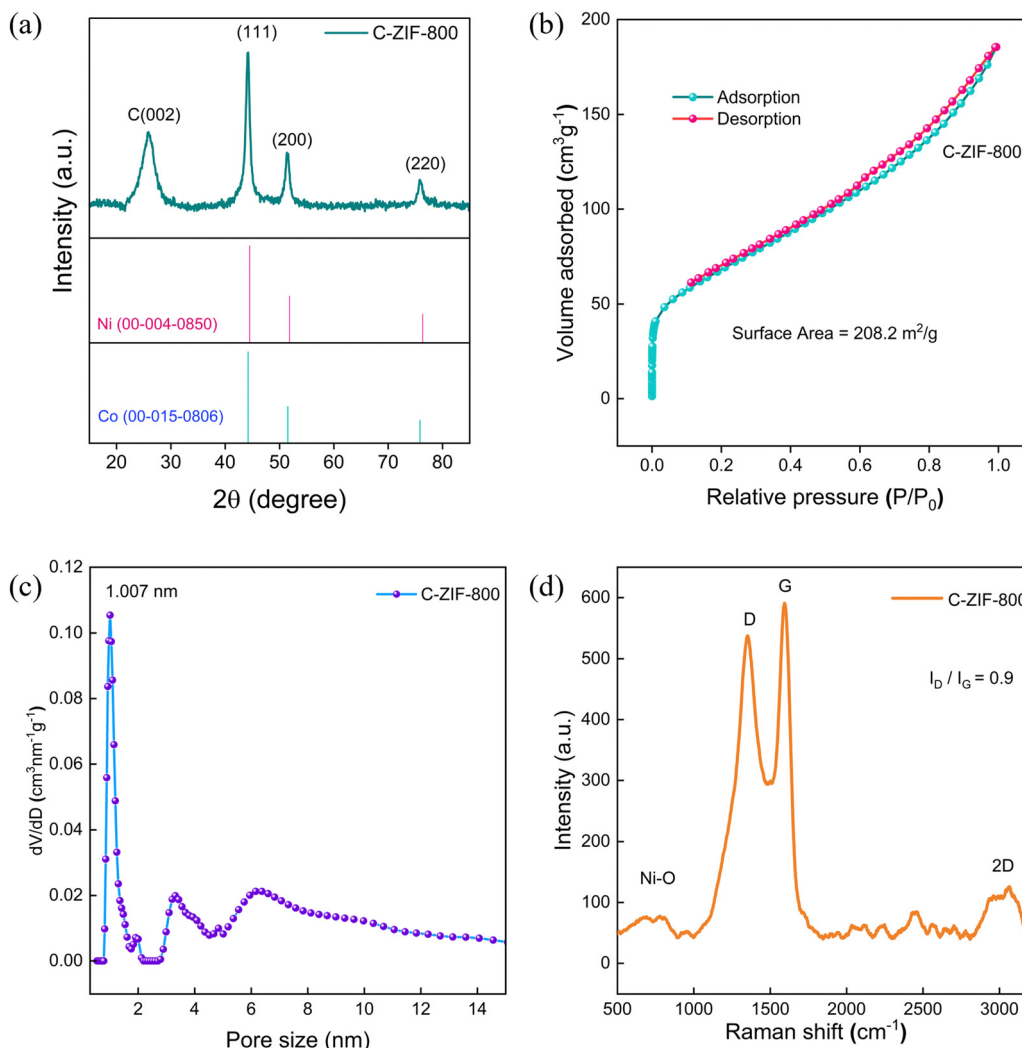 (a)
C-ZIF-800
(111)
C(002)
(200)
(220)
Intensity (a.u.)
Ni (00-004-0850)
Co (00-015-0806)
20 30 40 50 60 70 80
2θ (degree)
(b)
200
150
100
50
0
Volume adsorbed (cm³g⁻¹)
Adsorption
Desorption
C-ZIF-800
Surface Area = 208.2 m²/g
0.0 0.2 0.4 0.6 0.8 1.0
Relative pressure (P/P₀)
(c)
0.12
0.10
0.08
0.06
0.04
0.02
0.00
dV/dD (cm³nm⁻¹g⁻¹)
1.007 nm
C-ZIF-800
2 4 6 8 10 12 14
Pore size (nm)
(d)
600
500
400
300
200
100
0
Intensity (a.u.)
G
D
C-ZIF-800
I_D / I_G = 0.9
Ni-O
2D
500 1000 1500 2000 2500 3000
Raman shift (cm⁻¹)